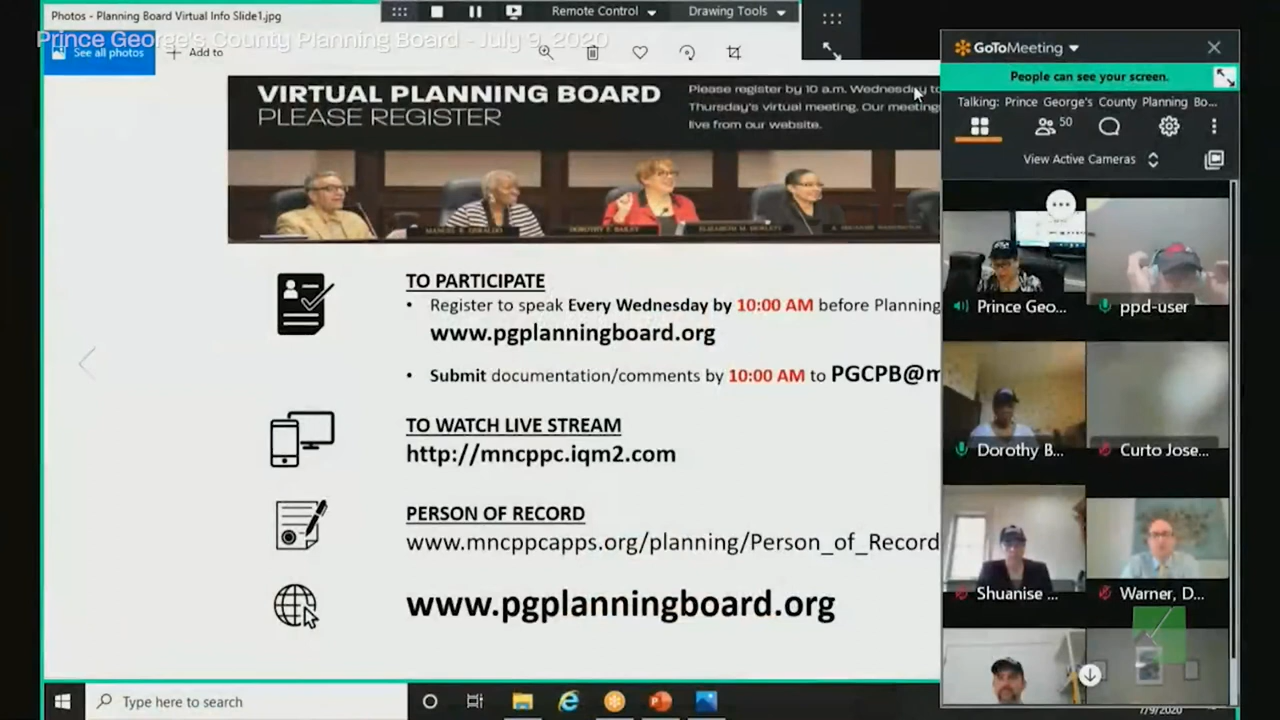 Photos - Planning Board Virtual Info Slide1.jpg
Remote Control
Drawing Tools
Prince George's County Planning Board - July 9, 2020
See all photos
Add to
VIRTUAL PLANNING BOARD
PLEASE REGISTER
Please register by 10 a.m. Wednesday to
Thursday's virtual meeting. Our meeting
live from our website.
TO PARTICIPATE
• Register to speak Every Wednesday by 10:00 AM before Planning
www.pgplanningboard.org
• Submit documentation/comments by 10:00 AM to PGCPB@m
TO WATCH LIVE STREAM
http://mncppc.iqm2.com
PERSON OF RECORD
www.mncppcapps.org/planning/Person_of_Record
www.pgplanningboard.org
GoToMeeting
People can see your screen.
Talking: Prince George's County Planning Bo...
50
View Active Cameras
Prince Geo...
ppd-user
Dorothy B...
Curto Jose...
Shuanise ...
Warner, D...
Type here to search
7/9/2020